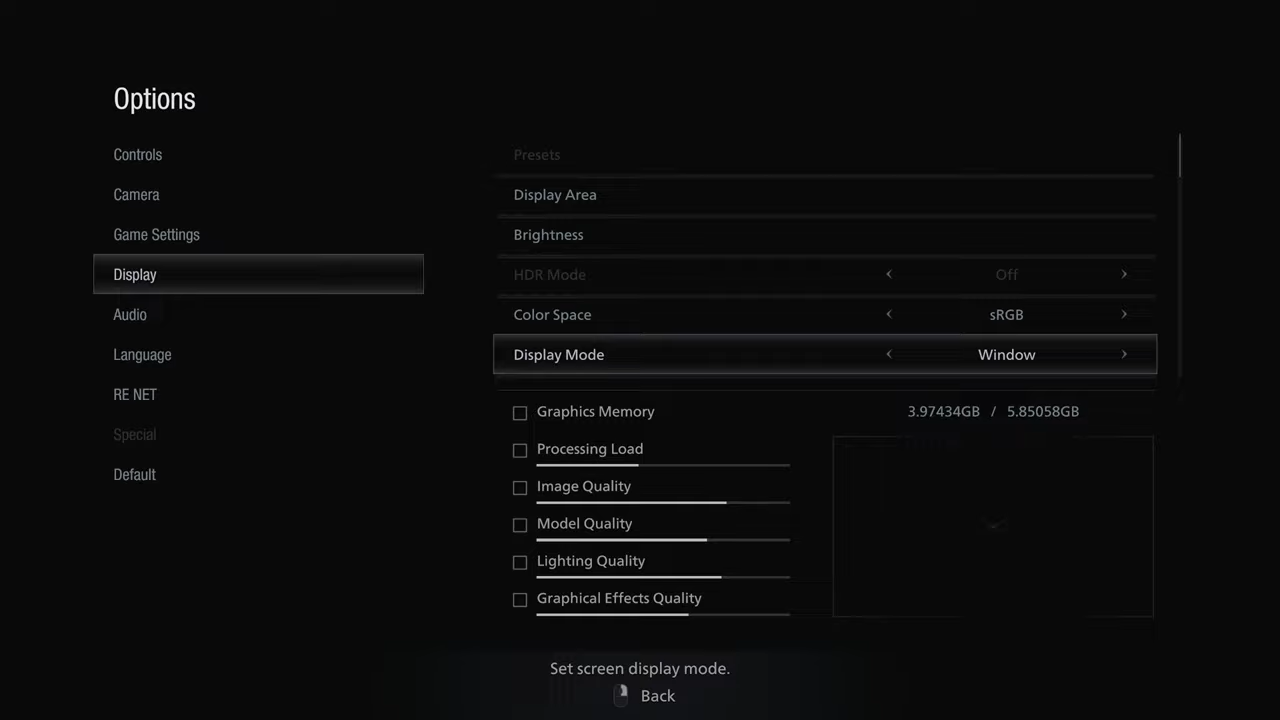 Options
Controls
Camera
Game Settings
Display
Audio
Language
RE NET
Special
Default
Presets
Display Area
Brightness
HDR Mode Off
Color Space sRGB
Display Mode Window
Graphics Memory 3.97434GB / 5.85058GB
Processing Load
Image Quality
Model Quality
Lighting Quality
Graphical Effects Quality
Set screen display mode.
Back